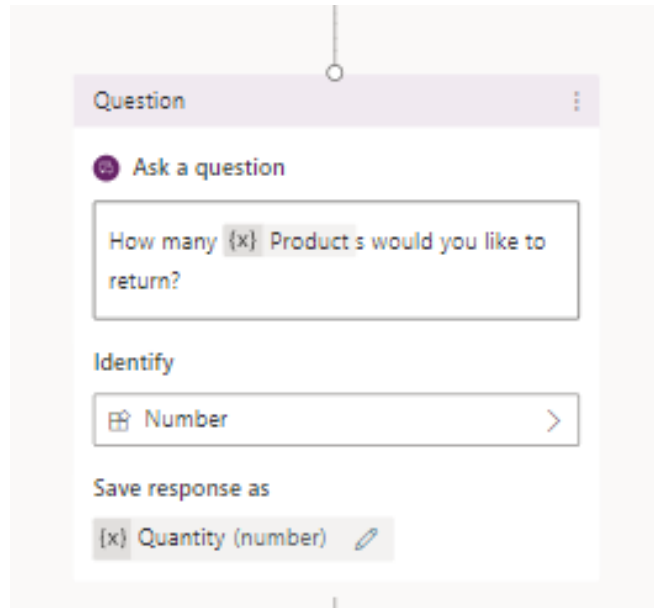 Question
Ask a question
How many {x} Product s would you like to
return?
Identify
Number
Save response as
{x} Quantity (number)